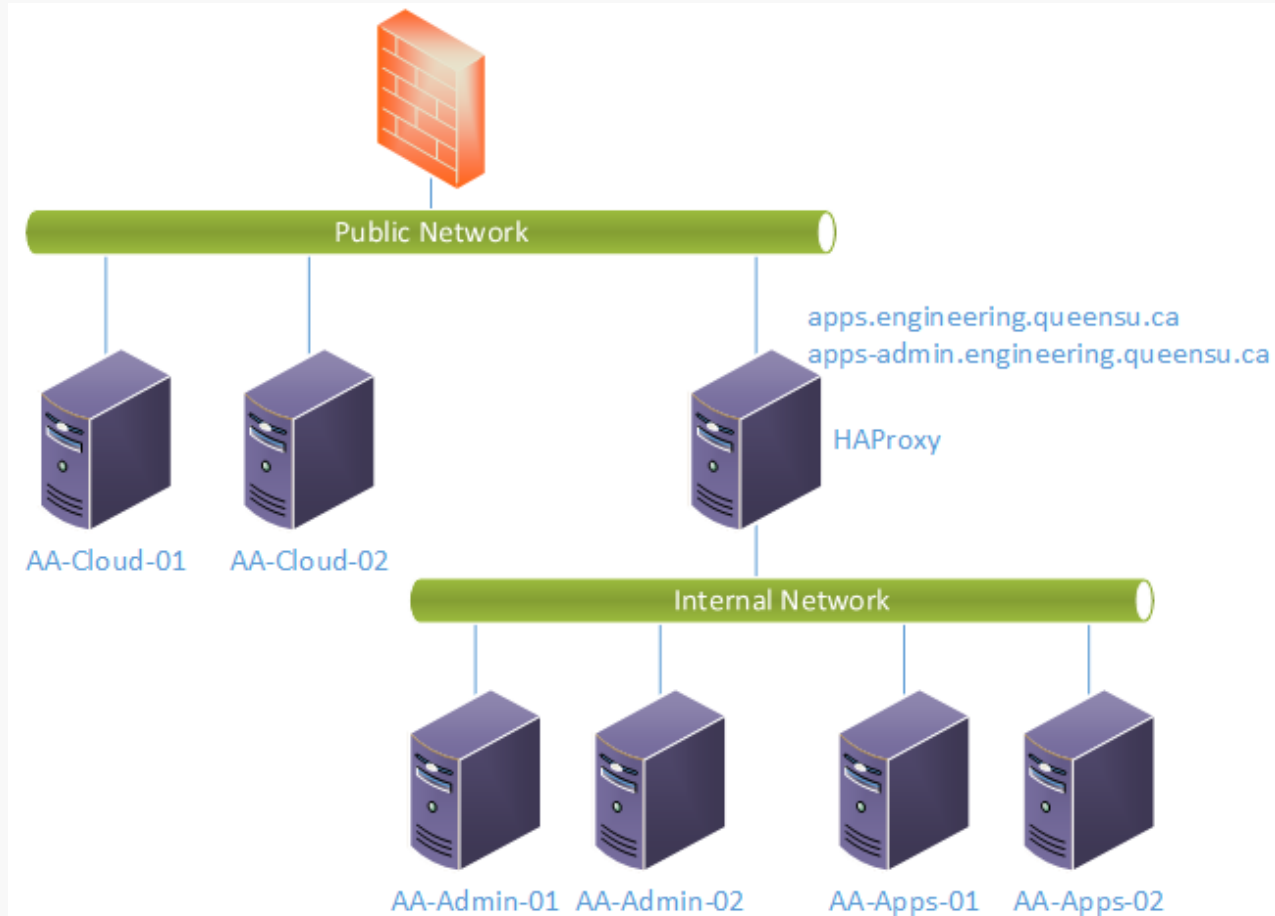 Public Network
apps.engineering.queensu.ca
apps-admin.engineering.queensu.ca
HAProxy
AA-Cloud-01
AA-Cloud-02
Internal Network
AA-Admin-01
AA-Admin-02
AA-Apps-01
AA-Apps-02